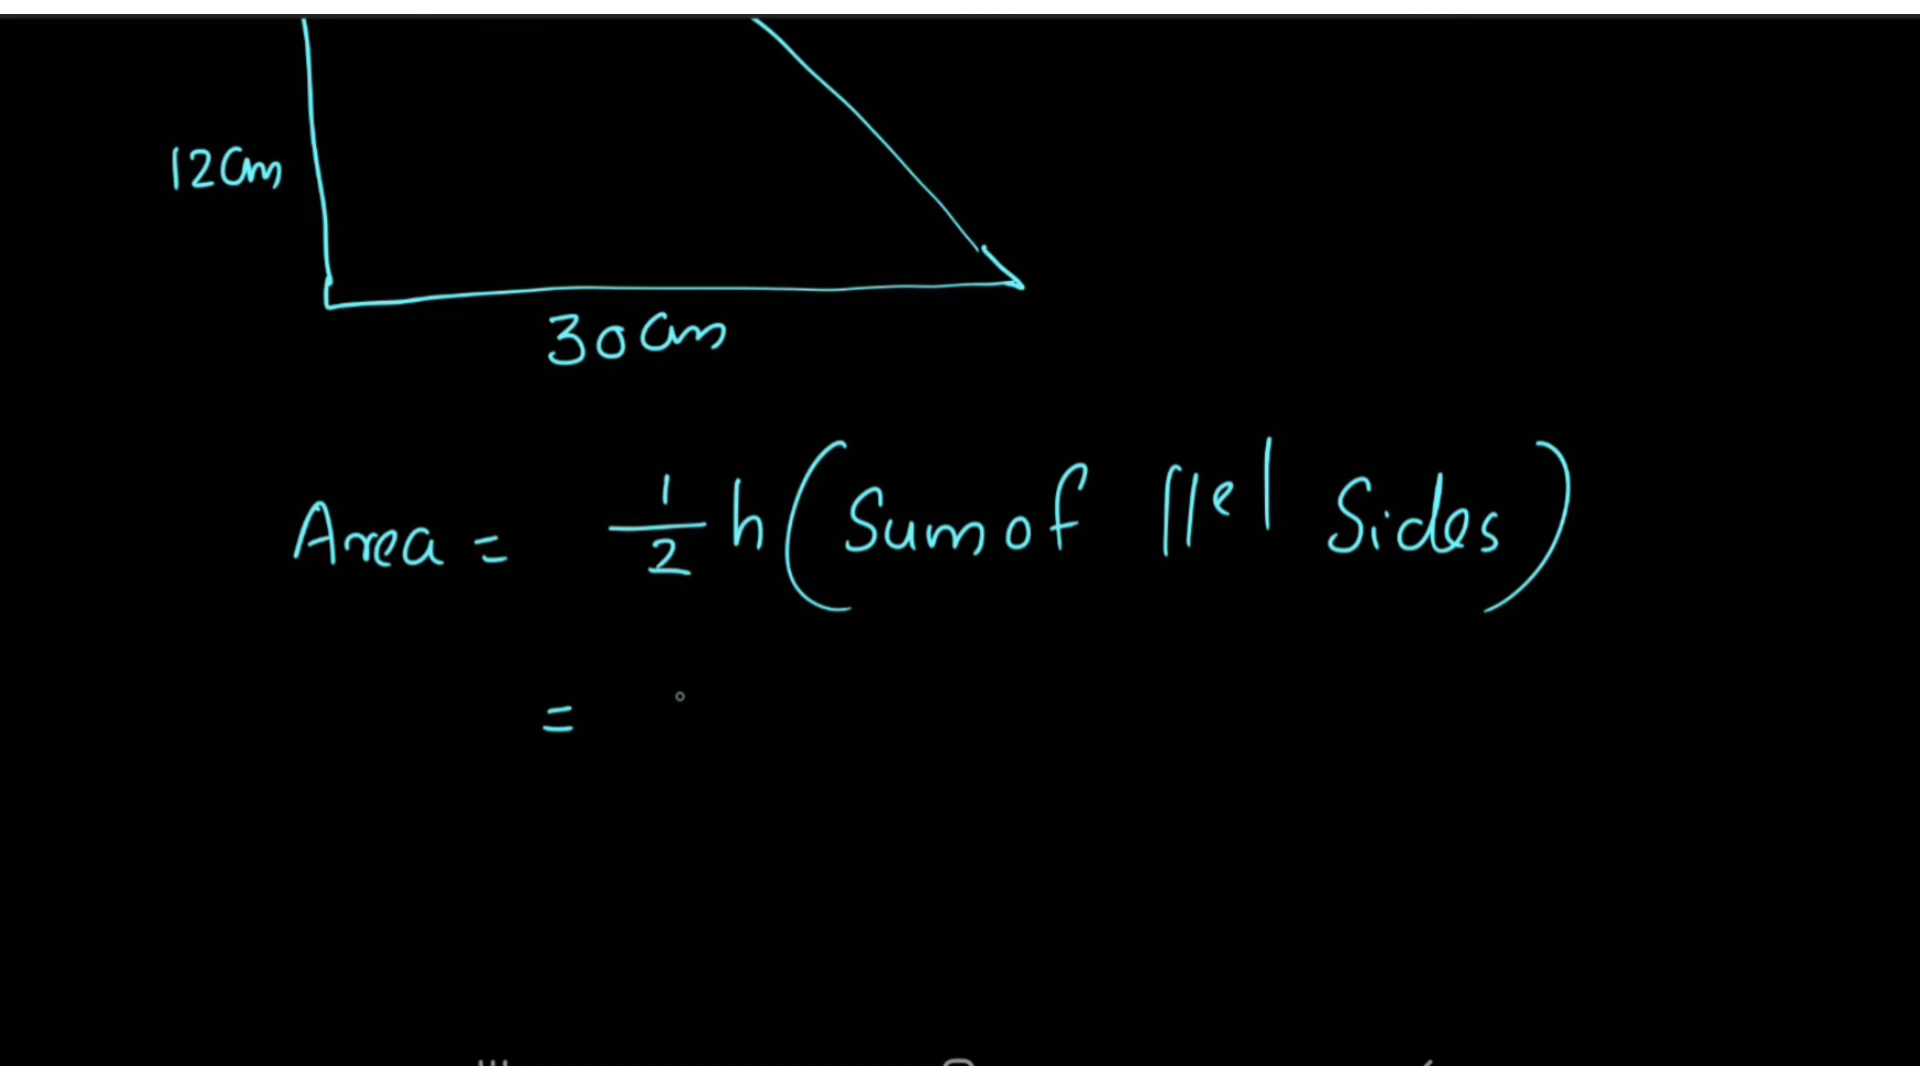 12cm
30cm
Area = 1/2 h (Sum of ||el Sides)
=